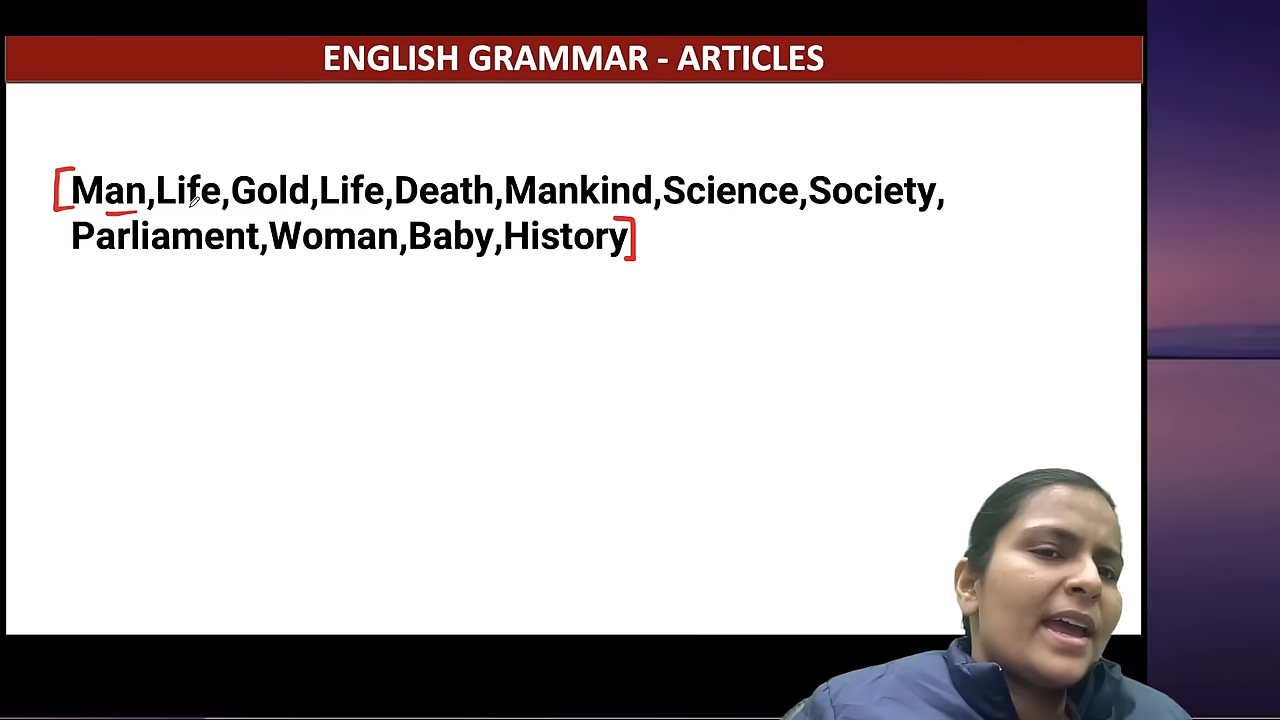 ENGLISH GRAMMAR - ARTICLES
[Man,Life,Gold,Life,Death,Mankind,Science,Society,
Parliament,Woman,Baby,History]